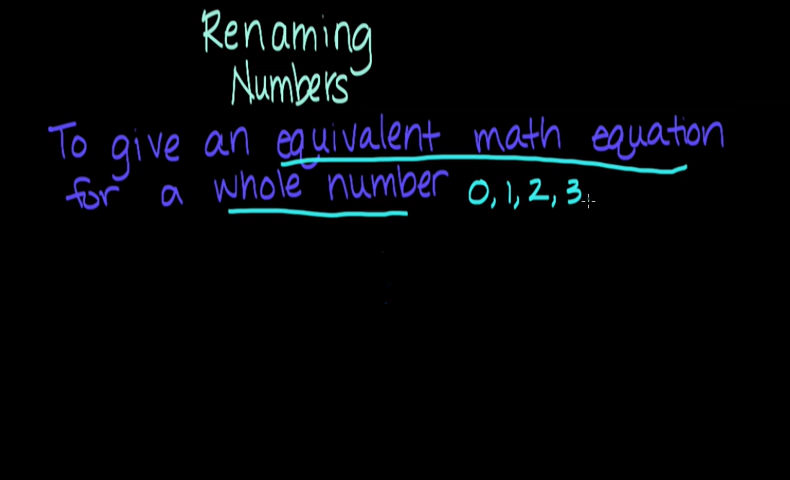 Renaming
Numbers
To give an equivalent math equation
for a whole number 0, 1, 2, 3